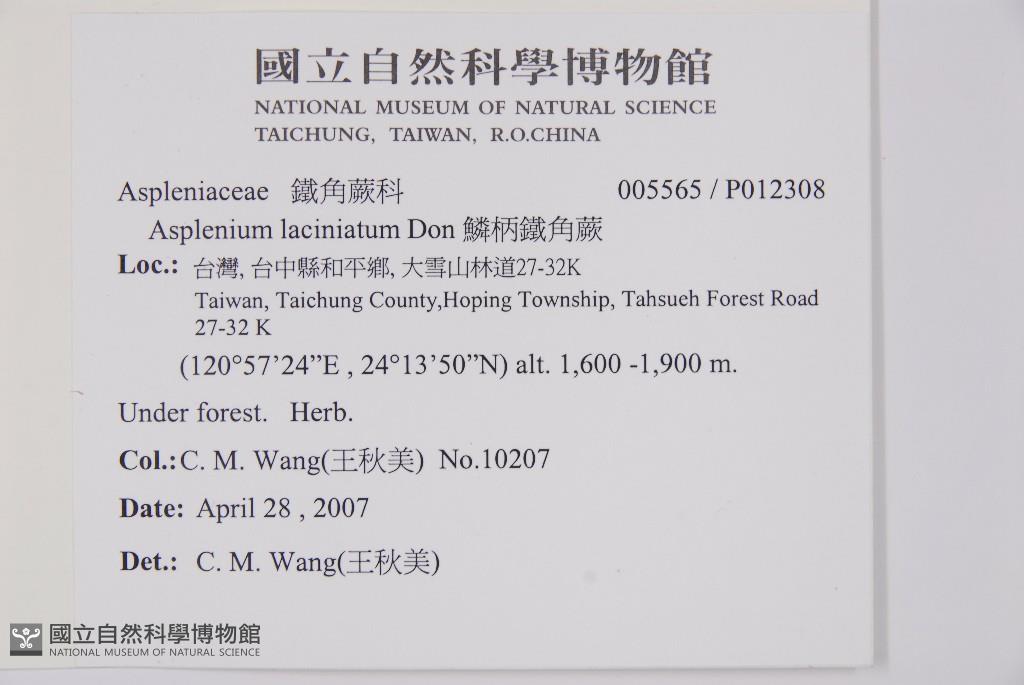 國立自然科學博物館
NATIONAL MUSEUM OF NATURAL SCIENCE
TAICHUNG, TAIWAN, R.O.CHINA
Aspleniaceae 鐵角蕨科 005565 / P012308
Asplenium laciniatum Don 鱗柄鐵角蕨
Loc.: 台灣, 台中縣和平鄉, 大雪山林道27-32K
Taiwan, Taichung County,Hoping Township, Tahsueh Forest Road
27-32 K
(120°57’24”E , 24°13’50”N) alt. 1,600 -1,900 m.
Under forest. Herb.
Col.:C. M. Wang(王秋美) No.10207
Date: April 28 , 2007
Det.: C. M. Wang(王秋美)
國立自然科學博物館
NATIONAL MUSEUM OF NATURAL SCIENCE